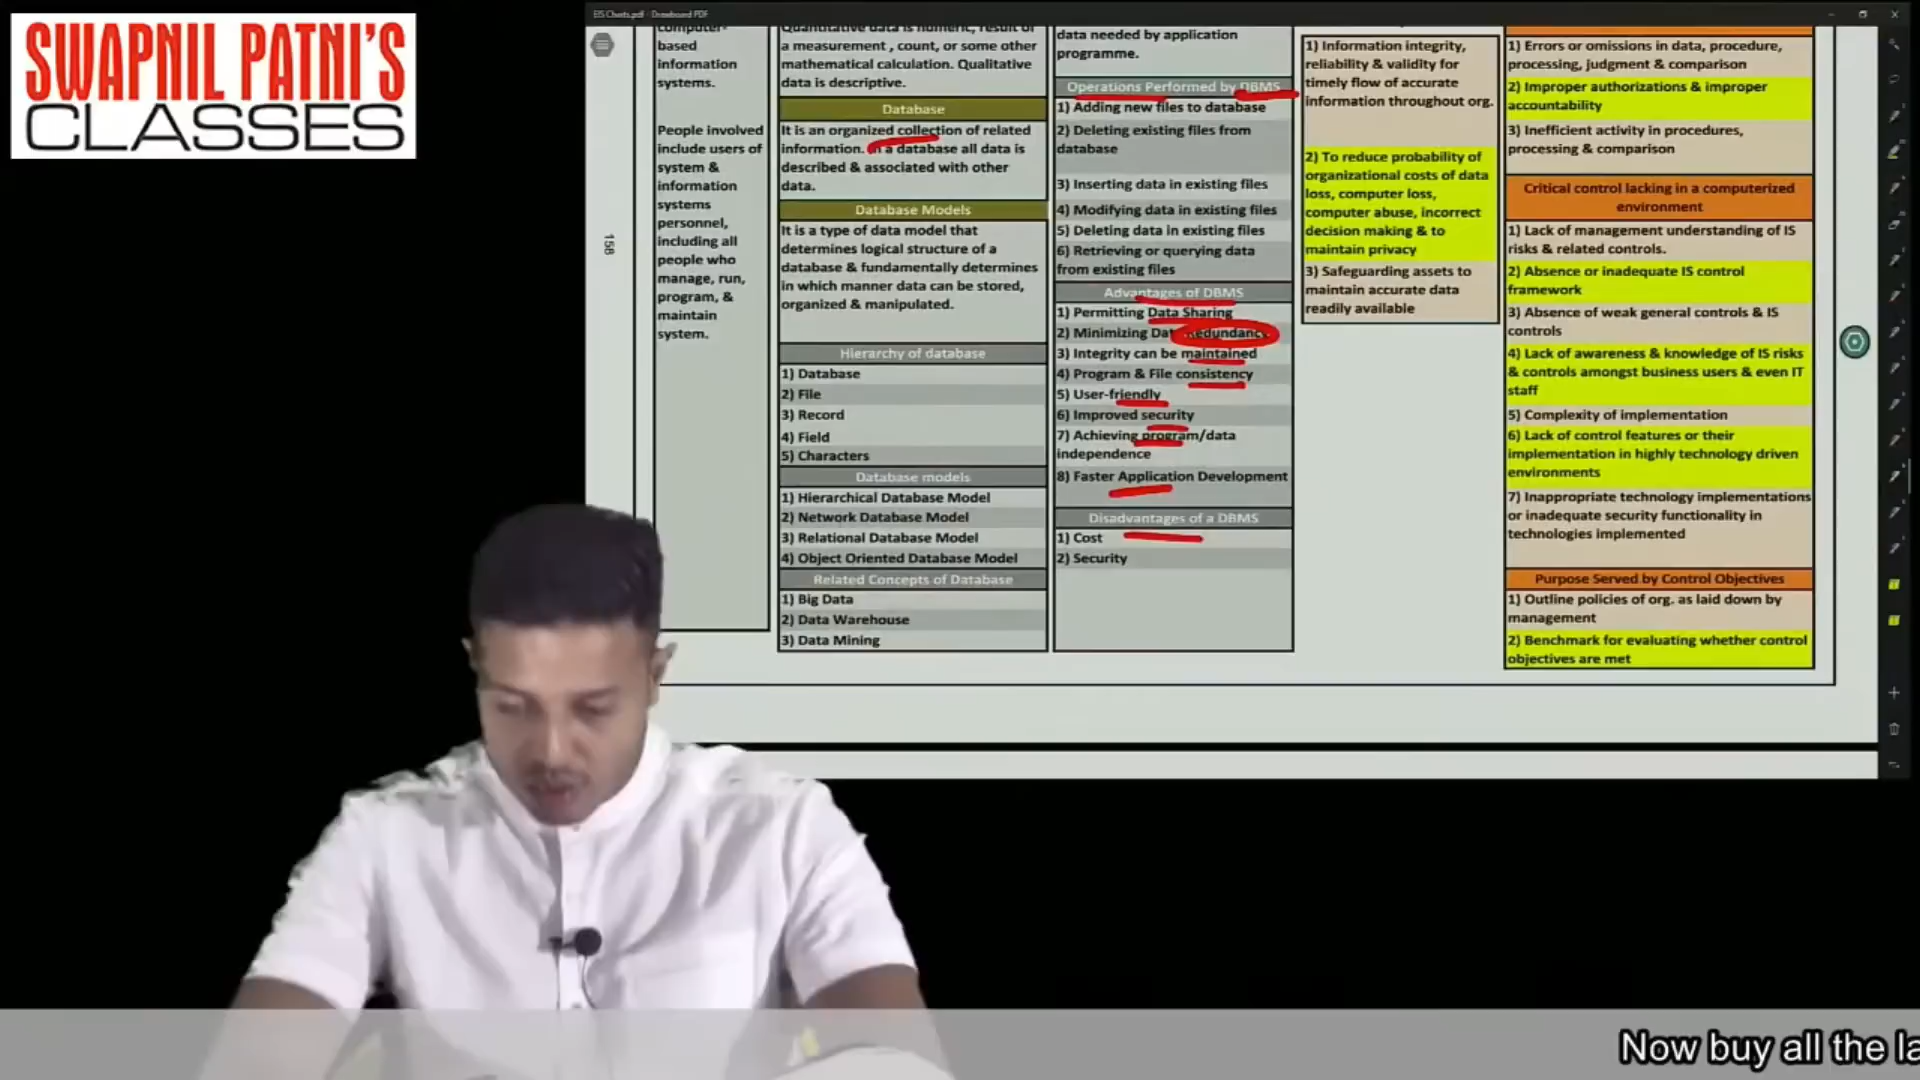 SWAPNIL PATNI'S
CLASSES
EIS Charts.pdf - Drawboard PDF
158
computer-
based
information
systems.
People involved
include users of
system &
information
systems
personnel,
including all
people who
manage, run,
program, &
maintain
system.
Quantitative data is numeric, result of
a measurement , count, or some other
mathematical calculation. Qualitative
data is descriptive.
Database
It is an organized collection of related
information. In a database all data is
described & associated with other
data.
Database Models
It is a type of data model that
determines logical structure of a
database & fundamentally determines
in which manner data can be stored,
organized & manipulated.
Hierarchy of database
1) Database
2) File
3) Record
4) Field
5) Characters
Database models
1) Hierarchical Database Model
2) Network Database Model
3) Relational Database Model
4) Object Oriented Database Model
Related Concepts of Database
1) Big Data
2) Data Warehouse
3) Data Mining
data needed by application
programme.
Operations Performed by DBMS
1) Adding new files to database
2) Deleting existing files from
database
3) Inserting data in existing files
4) Modifying data in existing files
5) Deleting data in existing files
6) Retrieving or querying data
from existing files
Advantages of DBMS
1) Permitting Data Sharing
2) Minimizing Data Redundancy
3) Integrity can be maintained
4) Program & File consistency
5) User-friendly
6) Improved security
7) Achieving program/data
independence
8) Faster Application Development
Disadvantages of a DBMS
1) Cost
2) Security
1) Information integrity,
reliability & validity for
timely flow of accurate
information throughout org.
2) To reduce probability of
organizational costs of data
loss, computer loss,
computer abuse, incorrect
decision making & to
maintain privacy
3) Safeguarding assets to
maintain accurate data
readily available
1) Errors or omissions in data, procedure,
processing, judgment & comparison
2) Improper authorizations & improper
accountability
3) Inefficient activity in procedures,
processing & comparison
Critical control lacking in a computerized
environment
1) Lack of management understanding of IS
risks & related controls.
2) Absence or inadequate IS control
framework
3) Absence of weak general controls & IS
controls
4) Lack of awareness & knowledge of IS risks
& controls amongst business users & even IT
staff
5) Complexity of implementation
6) Lack of control features or their
implementation in highly technology driven
environments
7) Inappropriate technology implementations
or inadequate security functionality in
technologies implemented
Purpose Served by Control Objectives
1) Outline policies of org. as laid down by
management
2) Benchmark for evaluating whether control
objectives are met
Now buy all the la